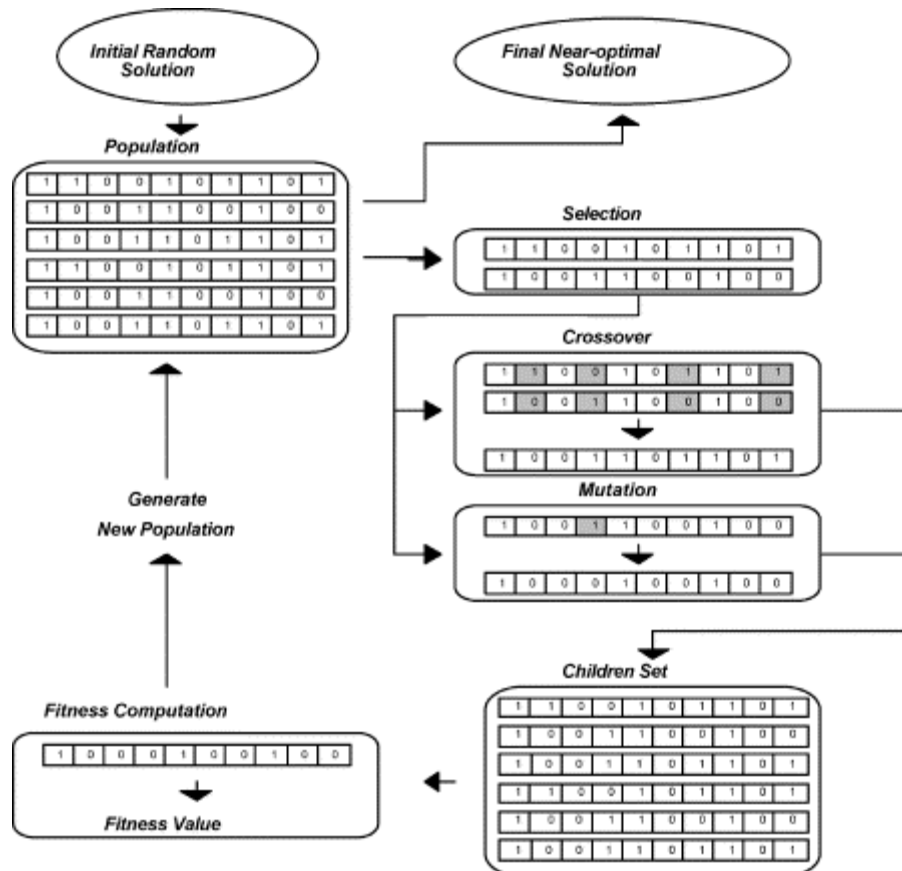 Initial Random
Solution
Final Near-optimal
Solution
Population
1 1 0 0 1 0 1 1 0 1
1 0 0 1 1 0 0 1 0 0
1 0 0 1 1 0 1 1 0 1
1 1 0 0 1 0 1 1 0 1
1 0 0 1 1 0 0 1 0 0
1 0 0 1 1 0 1 1 0 1
Selection
1 1 0 0 1 0 1 1 0 1
1 0 0 1 1 0 0 1 0 0
Crossover
1 1 0 0 1 0 1 1 0 1
1 0 0 1 1 0 0 1 0 0
1 0 0 1 1 0 1 1 0 1
Mutation
1 0 0 1 1 0 0 1 0 0
1 0 0 0 1 0 0 1 0 0
Generate
New Population
Children Set
1 1 0 0 1 0 1 1 0 1
1 0 0 1 1 0 0 1 0 0
1 0 0 1 1 0 1 1 0 1
1 1 0 0 1 0 1 1 0 1
1 0 0 1 1 0 0 1 0 0
1 0 0 1 1 0 1 1 0 1
Fitness Computation
1 0 0 0 1 0 0 1 0 0
Fitness Value